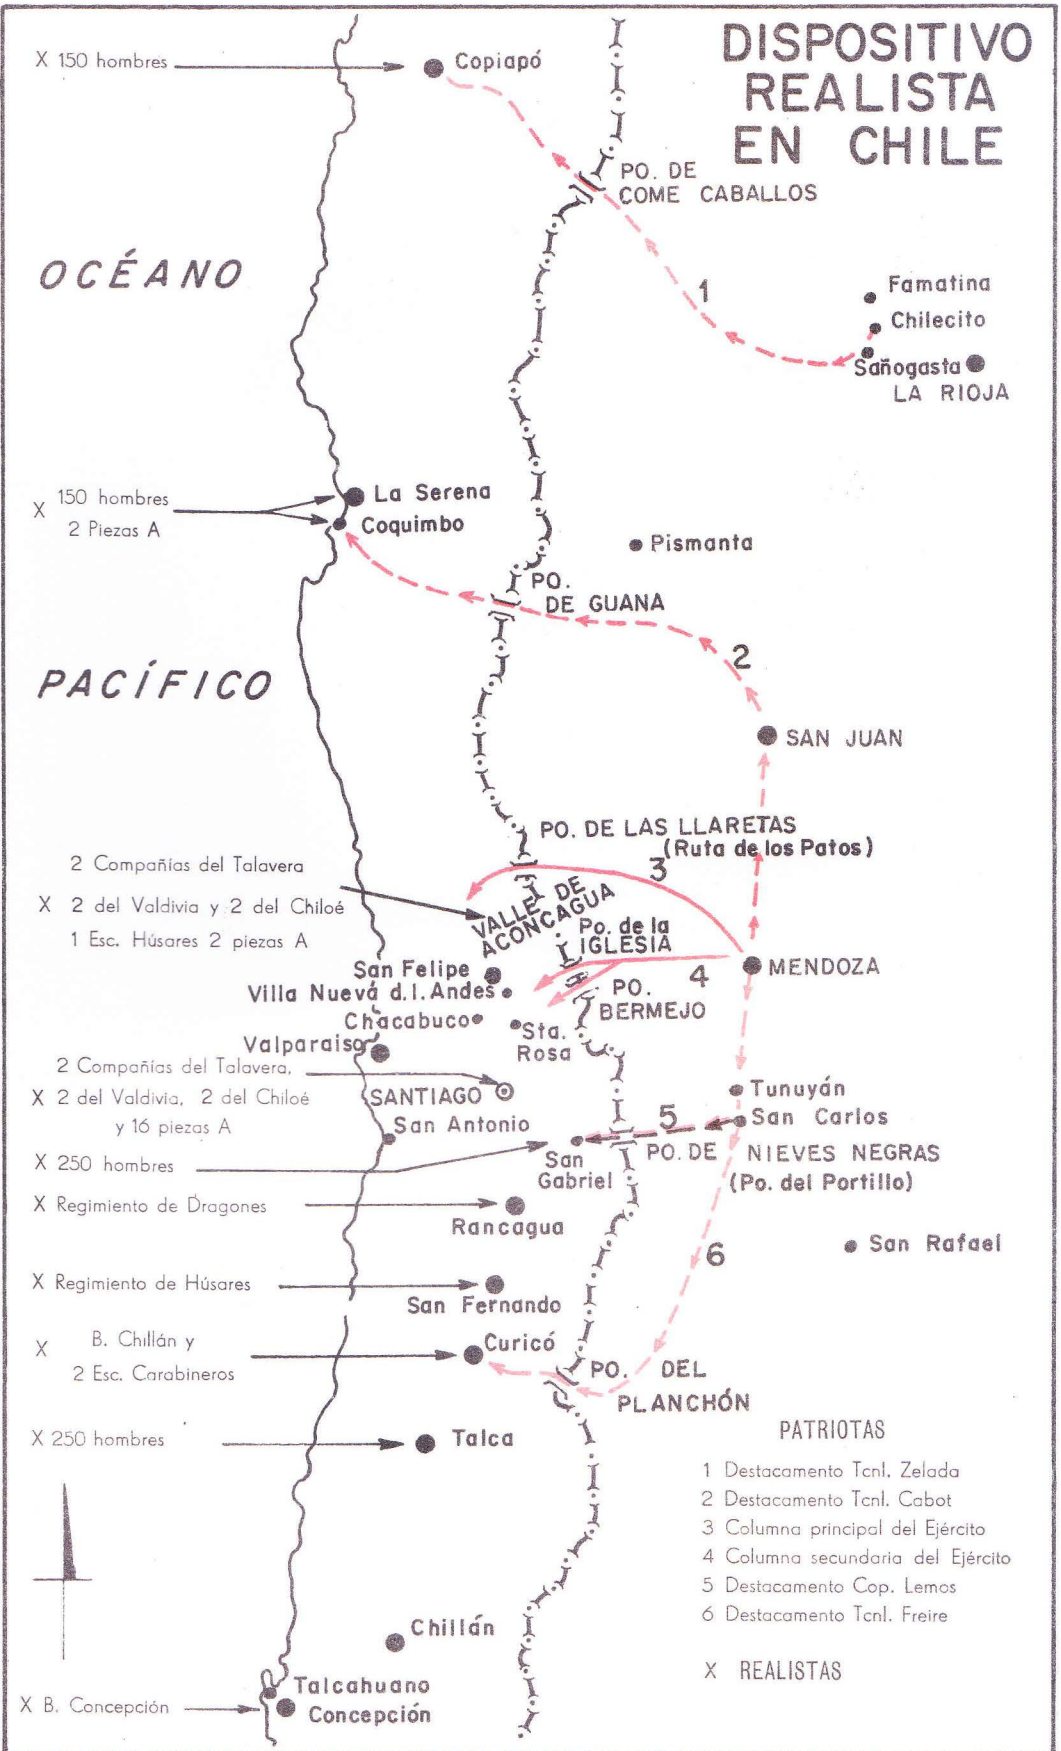 DISPOSITIVO
REALISTA
EN CHILE
X 150 hombres
Copiapó
PO. DE
COME CABALLOS
OCÉANO
1
Famatina
Chilecito
Sañogasta
LA RIOJA
X 150 hombres
2 Piezas A
La Serena
Coquimbo
Pismanta
PO.
DE GUANA
2
PACÍFICO
SAN JUAN
PO. DE LAS LLARETAS
(Ruta de los Patos)
3
2 Compañías del Talavera
X 2 del Valdivia y 2 del Chiloé
1 Esc. Húsares 2 piezas A
VALLE DE
ACONCAGUA
Po. de la
IGLESIA
4
MENDOZA
San Felipe
Villa Nueva d.l. Andes
PO.
BERMEJO
Chacabuco
Sta.
Rosa
Valparaiso
2 Compañías del Talavera,
X 2 del Valdivia, 2 del Chiloé
y 16 piezas A
SANTIAGO
Tunuyán
San Antonio
5
San Carlos
X 250 hombres
San
Gabriel
PO. DE NIEVES NEGRAS
(Po. del Portillo)
X Regimiento de Dragones
Rancagua
6
San Rafael
X Regimiento de Húsares
San Fernando
X B. Chillán y
2 Esc. Carabineros
Curicó
PO. DEL
PLANCHÓN
X 250 hombres
Talca
PATRIOTAS
1 Destacamento Tcnl. Zelada
2 Destacamento Tcnl. Cabot
3 Columna principal del Ejército
4 Columna secundaria del Ejército
5 Destacamento Cap. Lemos
6 Destacamento Tcnl. Freire
X REALISTAS
Chillán
Talcahuano
X B. Concepción
Concepción